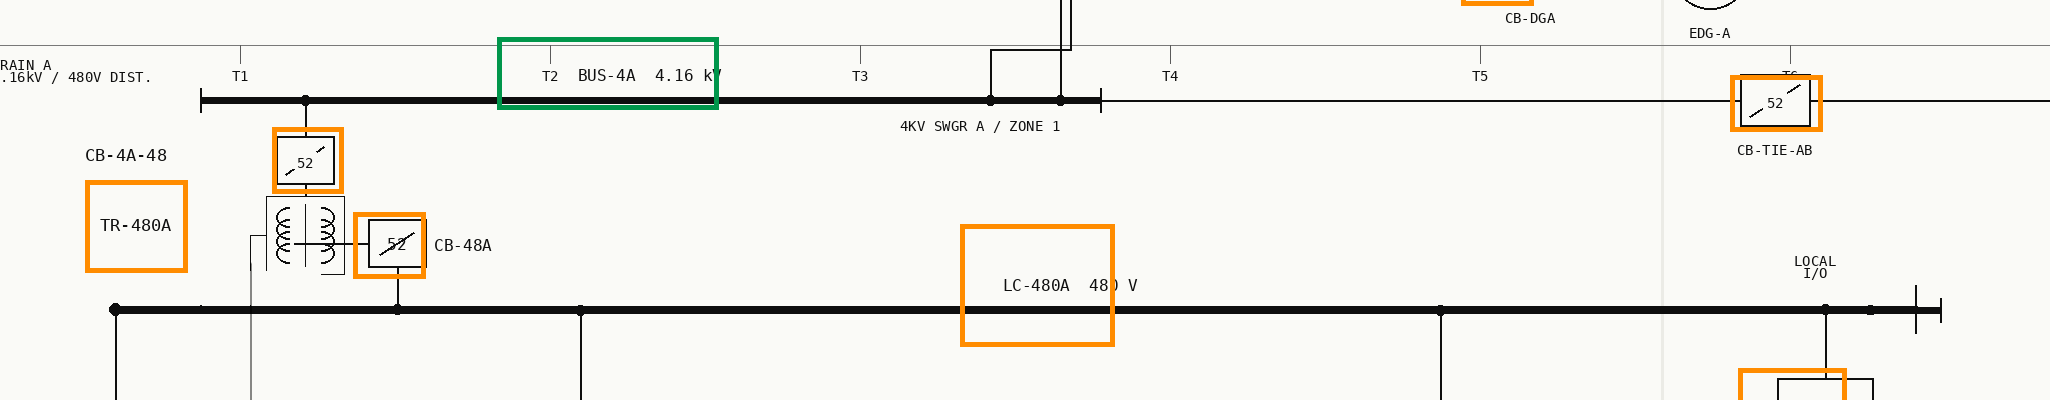 CB-DGA
EDG-A
RAIN A
.16kV / 480V DIST.
T1
T2
BUS-4A 4.16 kV
T3
T4
T5
52
4KV SWGR A / ZONE 1
CB-TIE-AB
CB-4A-48
52
TR-480A
52
CB-48A
LOCAL
I/O
LC-480A 480 V